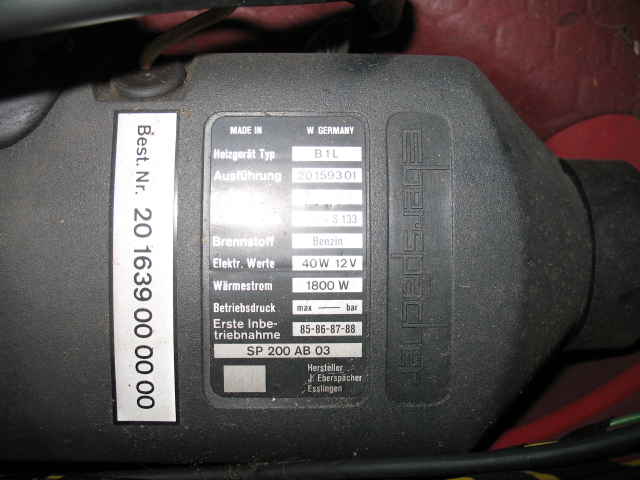 Best. Nr. 20 1639 00 00 00
MADE IN W GERMANY
Heizgerät Typ B1L
Ausführung 20159301
S 133
Brennstoff Benzin
Elektr. Werte 40W 12V
Wärmestrom 1800 W
Betriebsdruck max — bar
Erste Inbe-
triebnahme 85-86-87-88
SP 200 AB 03
Hersteller
J. Eberspächer
Esslingen
Eberspächer